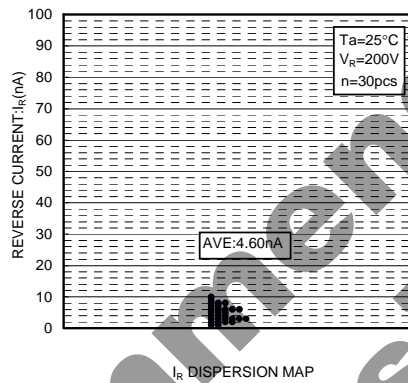 100
90
80
70
60
50
40
30
20
10
0
REVERSE CURRENT:I_R(nA)
Ta=25°C
V_R=200V
n=30pcs
AVE:4.60nA
I_R DISPERSION MAP